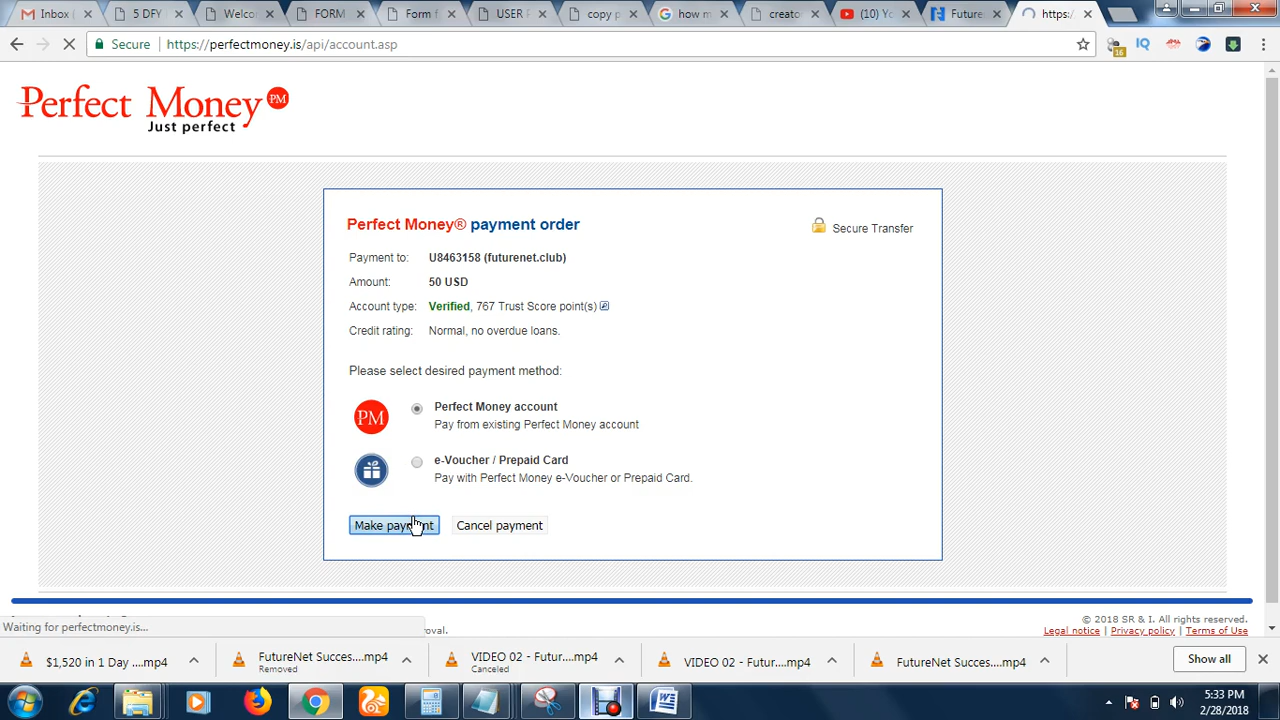 Inbox (
5 DFY
Welco
FORM
Form f
USER F
copy p
how m
creato
(10) Yo
Future
https:/
Secure
https://perfectmoney.is/api/account.asp
16
IQ
Perfect Money PM
Just perfect
Perfect Money® payment order
Secure Transfer
Payment to: U8463158 (futurenet.club)
Amount: 50 USD
Account type: Verified, 767 Trust Score point(s)
Credit rating: Normal, no overdue loans.
Please select desired payment method:
PM
Perfect Money account
Pay from existing Perfect Money account
e-Voucher / Prepaid Card
Pay with Perfect Money e-Voucher or Prepaid Card.
Make payment
Cancel payment
© 2018 SR & I. All rights reserved.
Waiting for perfectmoney.is...
oval.
Legal notice | Privacy policy | Terms of Use
$1,520 in 1 Day ....mp4
FutureNet Succes....mp4
Removed
VIDEO 02 - Futur....mp4
Canceled
VIDEO 02 - Futur....mp4
FutureNet Succes....mp4
Show all
5:33 PM
2/28/2018